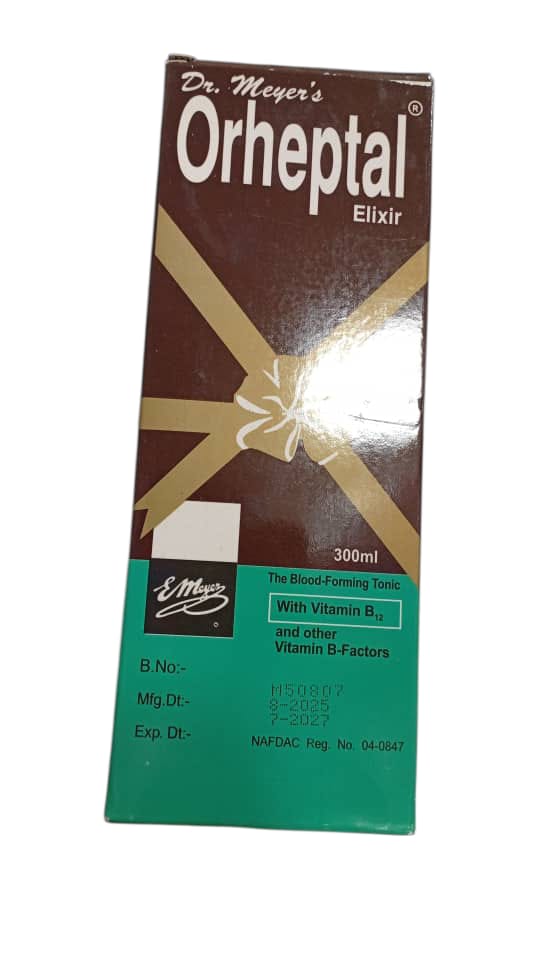 Dr. Meyer's
Orheptal®
Elixir
300ml
The Blood-Forming Tonic
E Meyer
With Vitamin B₁₂
and other
Vitamin B-Factors
B.No:- M50807
Mfg.Dt:- 8-2025
Exp. Dt:- 7-2027
NAFDAC Reg. No. 04-0847